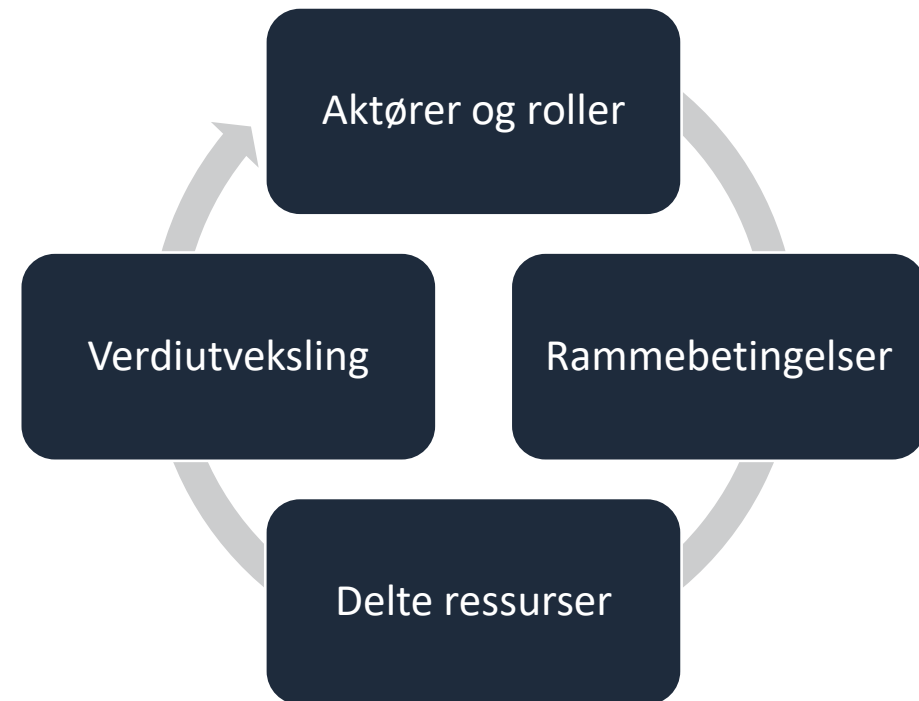 Aktører og roller
Verdiutveksling
Rammebetingelser
Delte ressurser